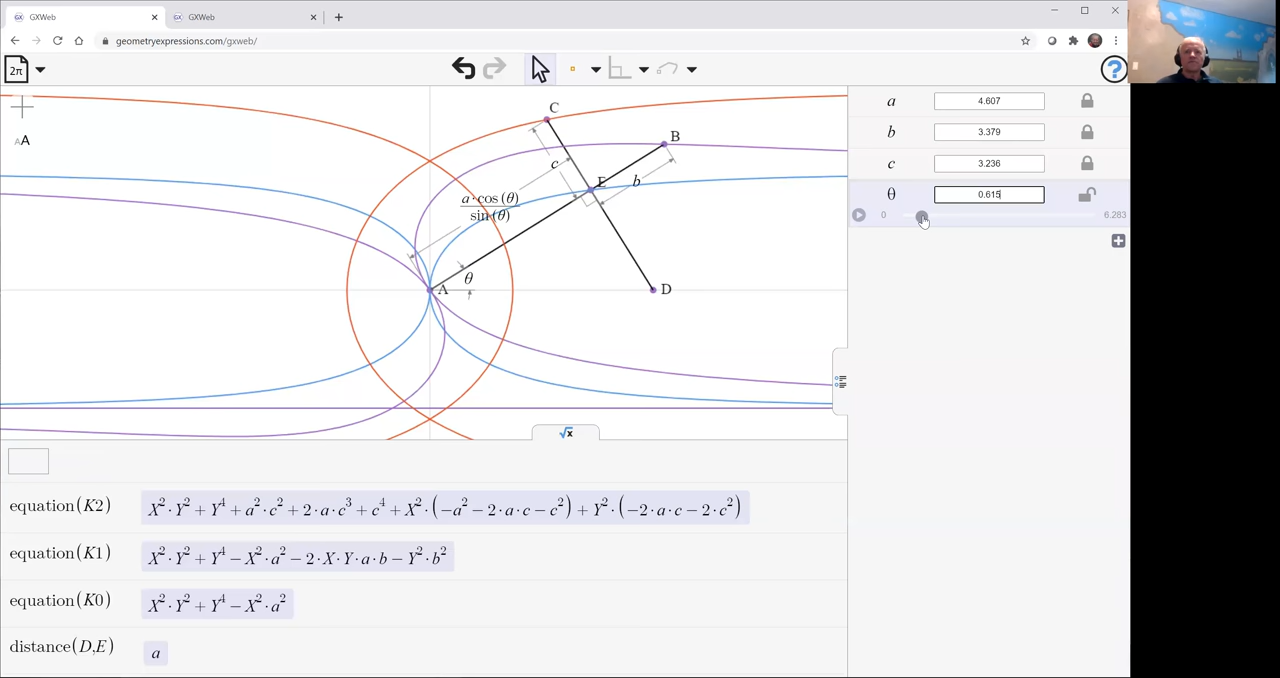 GXWeb
GXWeb
geometryexpressions.com/gxweb/
2π
?
AA
C
B
c
E
b
a·cos(θ)
sin(θ)
θ
A
D
a 4.607
b 3.379
c 3.236
θ 0.615
0 6.283
√x
equation(K2) X²·Y²+Y⁴+a²·c²+2·a·c³+c⁴+X²·(−a²−2·a·c−c²)+Y²·(−2·a·c−2·c²)
equation(K1) X²·Y²+Y⁴−X²·a²−2·X·Y·a·b−Y²·b²
equation(K0) X²·Y²+Y⁴−X²·a²
distance(D,E) a